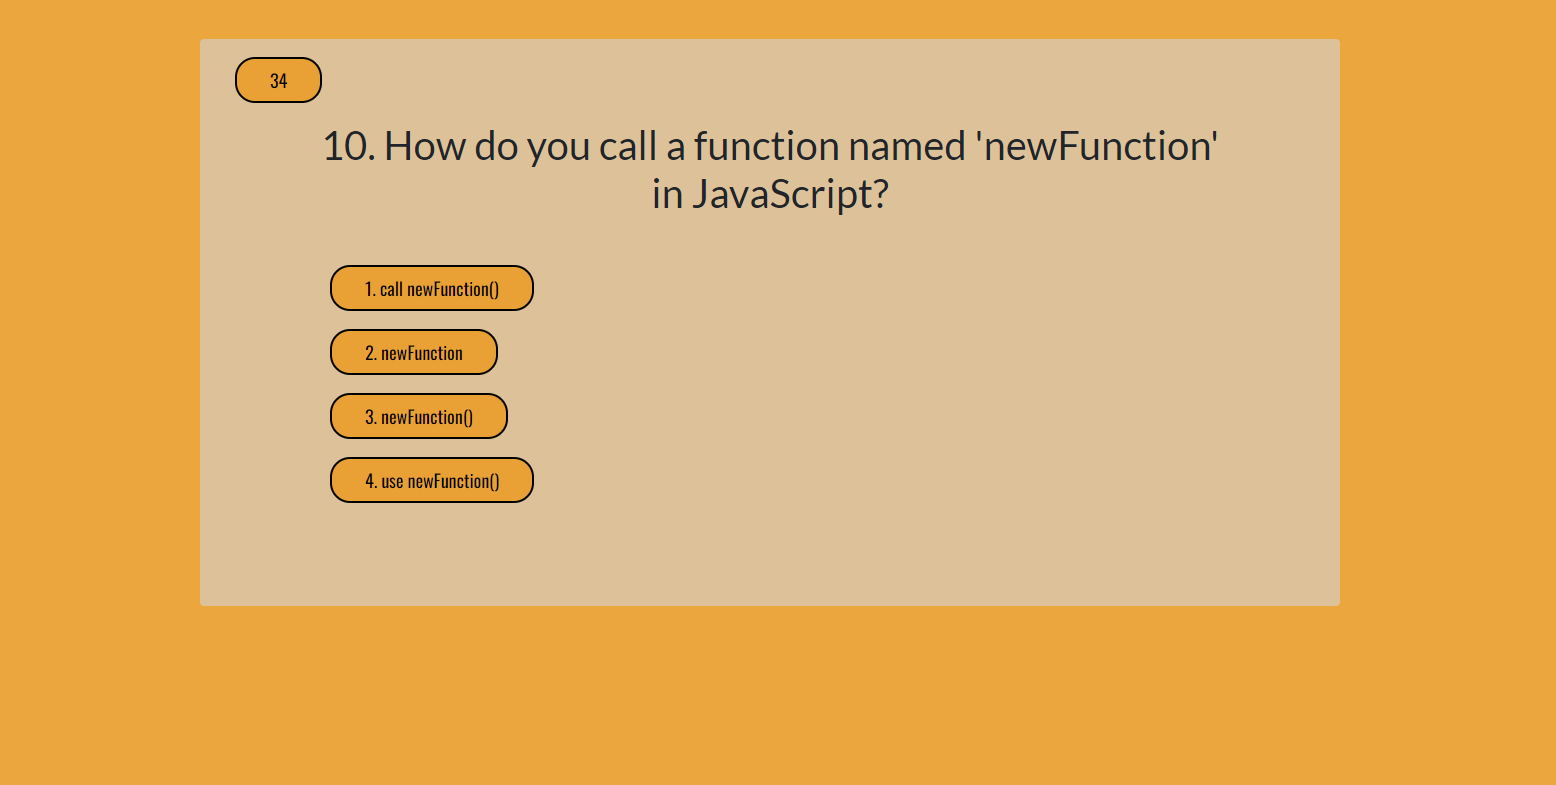 34
10. How do you call a function named 'newFunction'
in JavaScript?
1. call newFunction()
2. newFunction
3. newFunction()
4. use newFunction()